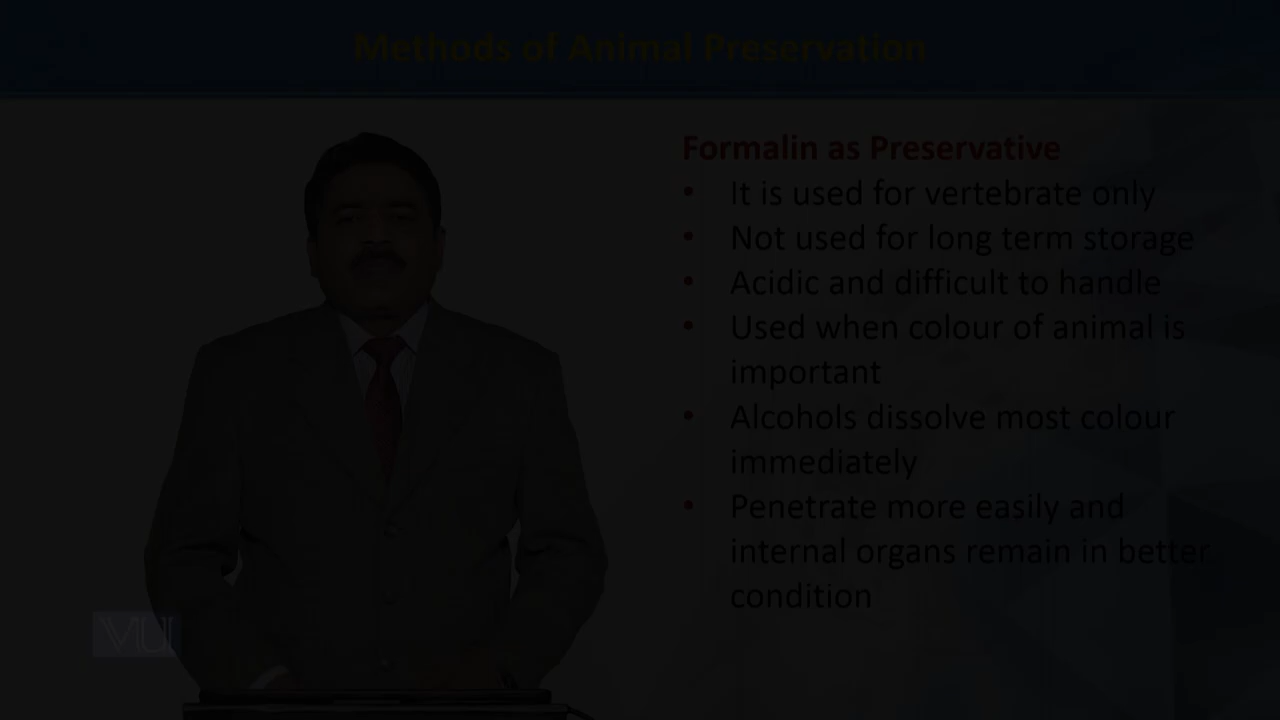 Methods of Animal Preservation
Formalin as Preservative
• It is used for vertebrate only
• Not used for long term storage
• Acidic and difficult to handle
• Used when colour of animal is
important
• Alcohols dissolve most colour
immediately
• Penetrate more easily and
internal organs remain in better
condition
VU